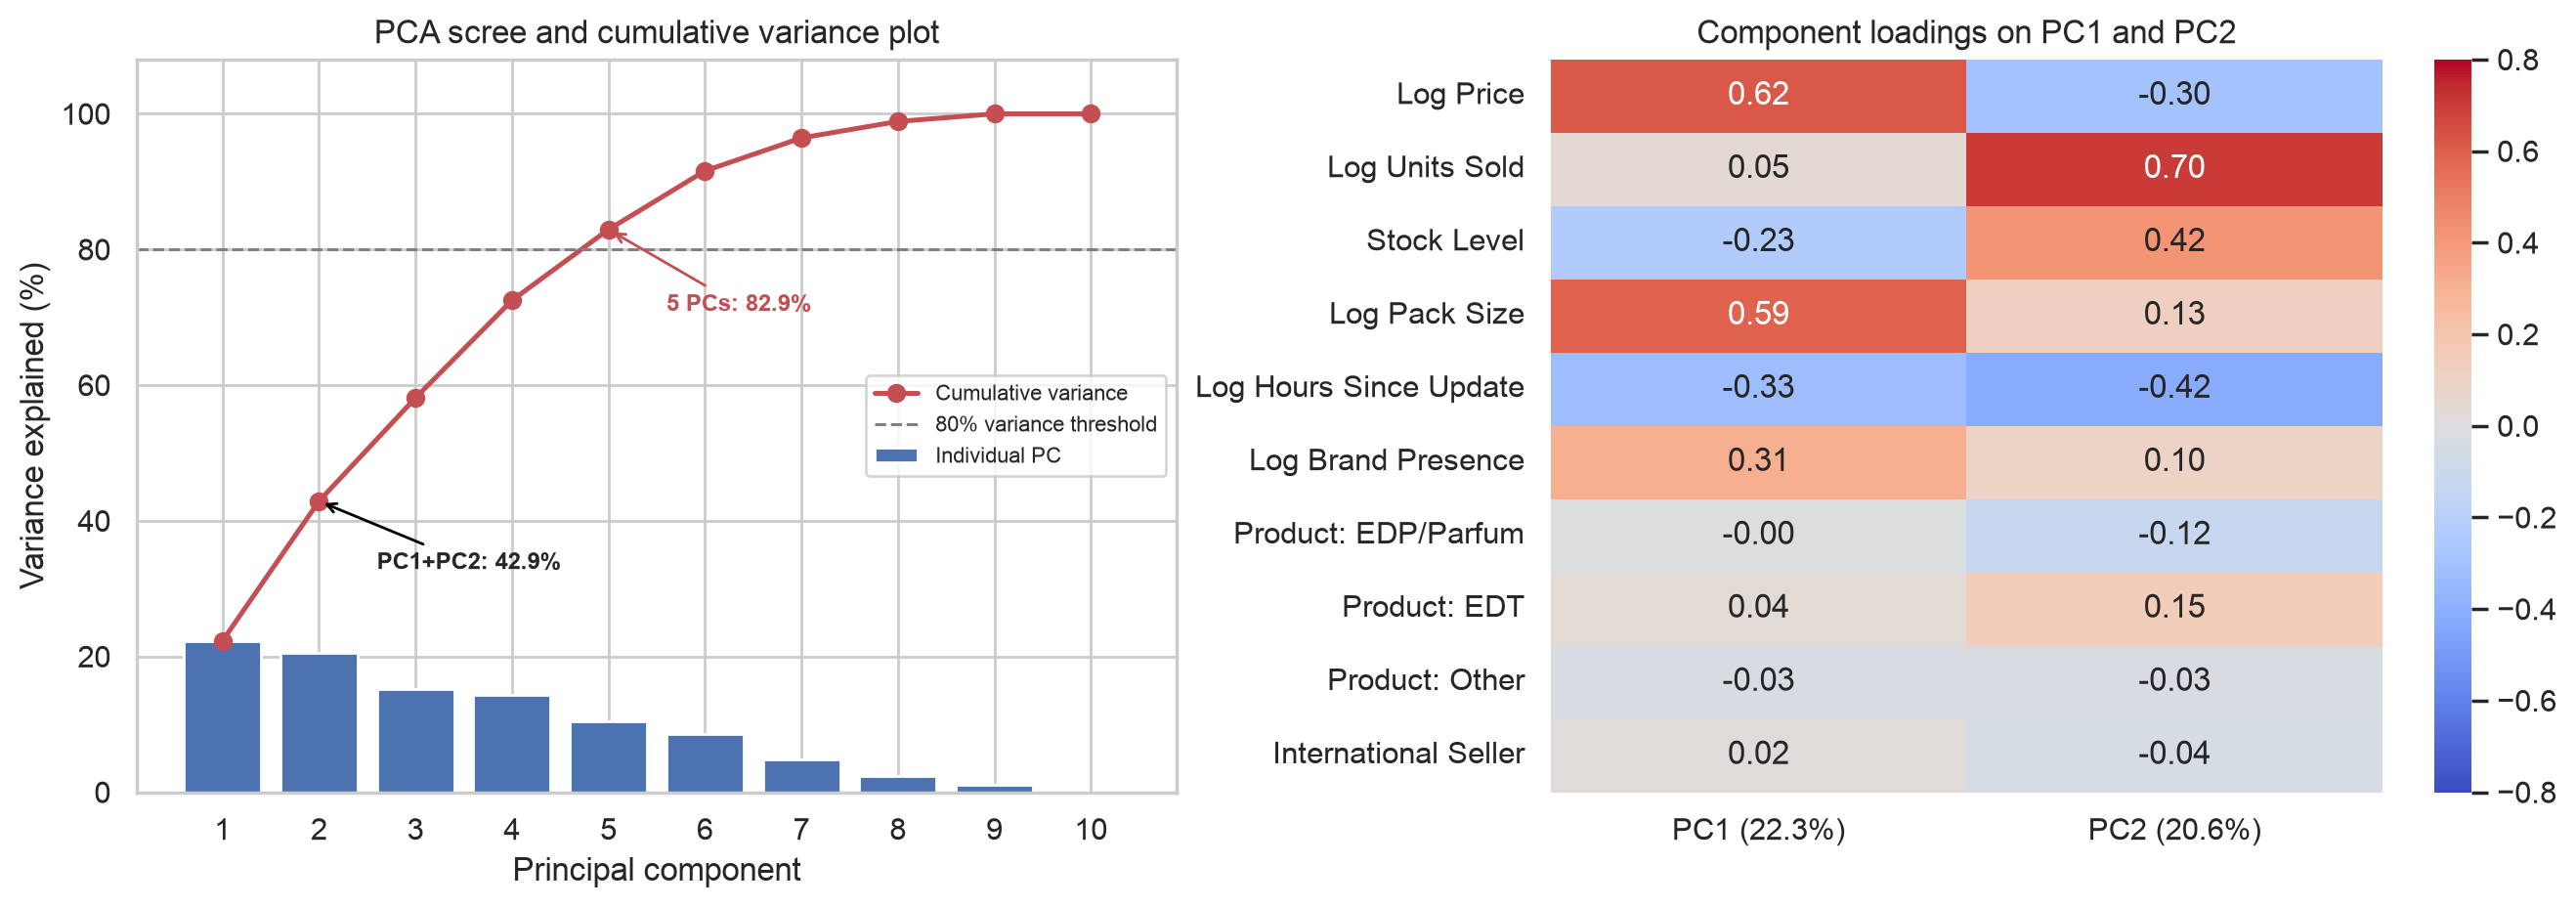 PCA scree and cumulative variance plot
Variance explained (%)
100
80
60
40
20
0
5 PCs: 82.9%
PC1+PC2: 42.9%
Cumulative variance
80% variance threshold
Individual PC
1 2 3 4 5 6 7 8 9 10
Principal component
Component loadings on PC1 and PC2
Log Price 0.62 -0.30
Log Units Sold 0.05 0.70
Stock Level -0.23 0.42
Log Pack Size 0.59 0.13
Log Hours Since Update -0.33 -0.42
Log Brand Presence 0.31 0.10
Product: EDP/Parfum -0.00 -0.12
Product: EDT 0.04 0.15
Product: Other -0.03 -0.03
International Seller 0.02 -0.04
PC1 (22.3%) PC2 (20.6%)
0.8
0.6
0.4
0.2
0.0
−0.2
−0.4
−0.6
−0.8